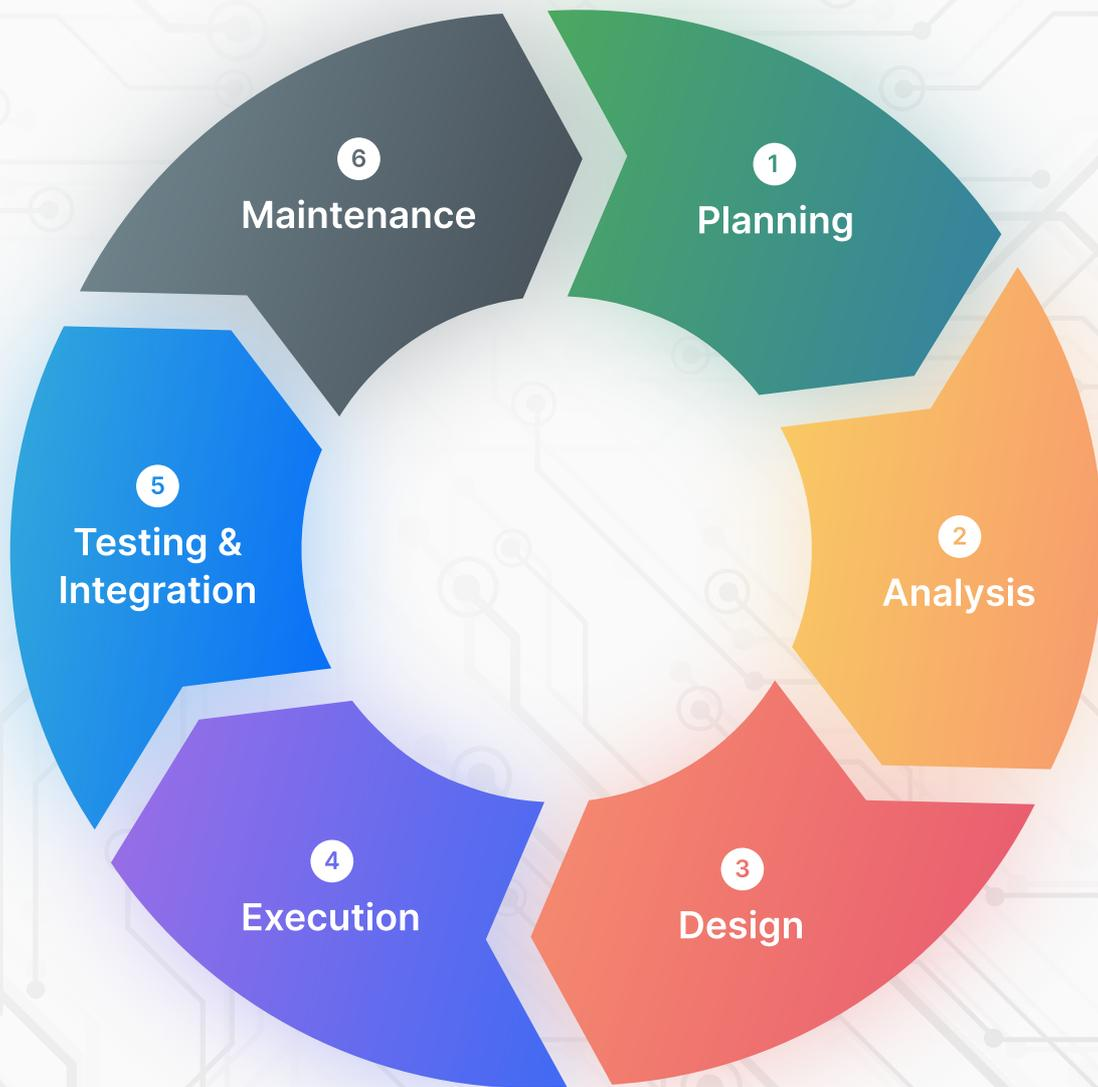 1
Planning
2
Analysis
3
Design
4
Execution
5
Testing &
Integration
6
Maintenance